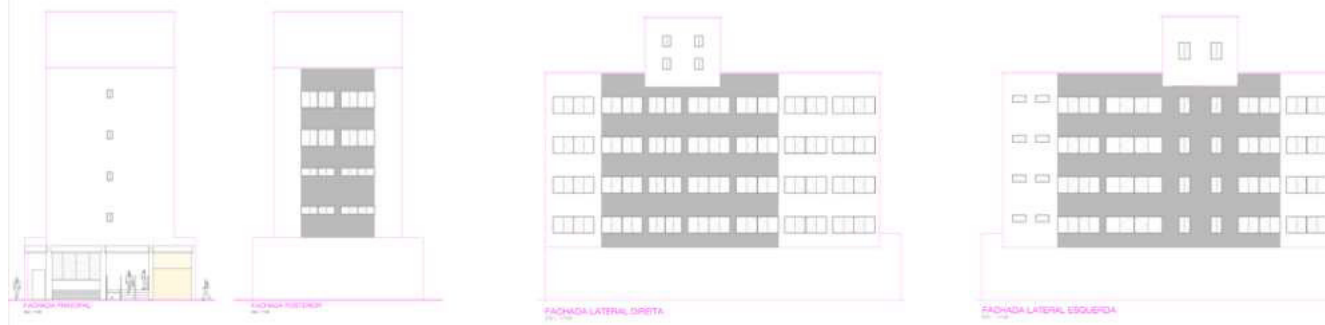 FACHADA PRINCIPAL
FACHADA POSTERIOR
FACHADA LATERAL DIREITA
FACHADA LATERAL ESQUERDA